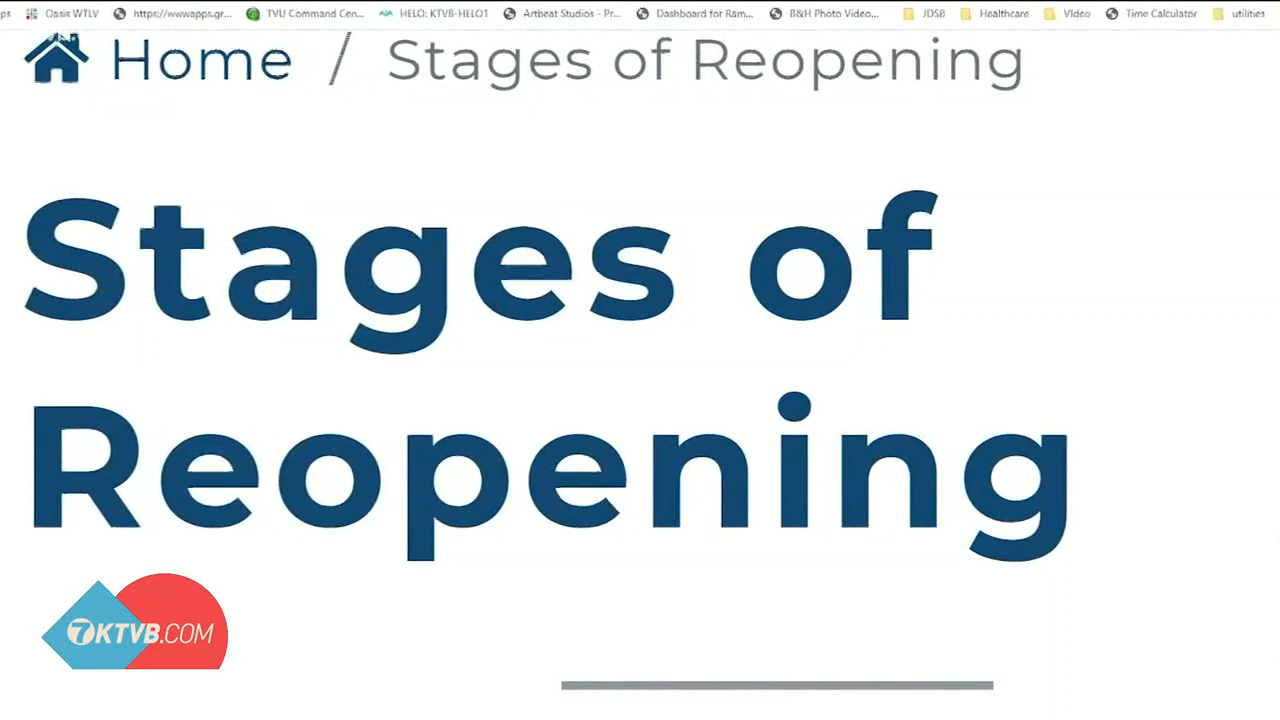 Oasis WTLV https://wwwapps.gr... TVU Command Cen... HELO: KTVB-HELO1 Artbeat Studios - Pr... Dashboard for Ram... B&H Photo Video... JDSB Healthcare Video Time Calculator utilities
Home / Stages of Reopening
Stages of
Reopening
7KTVB.COM